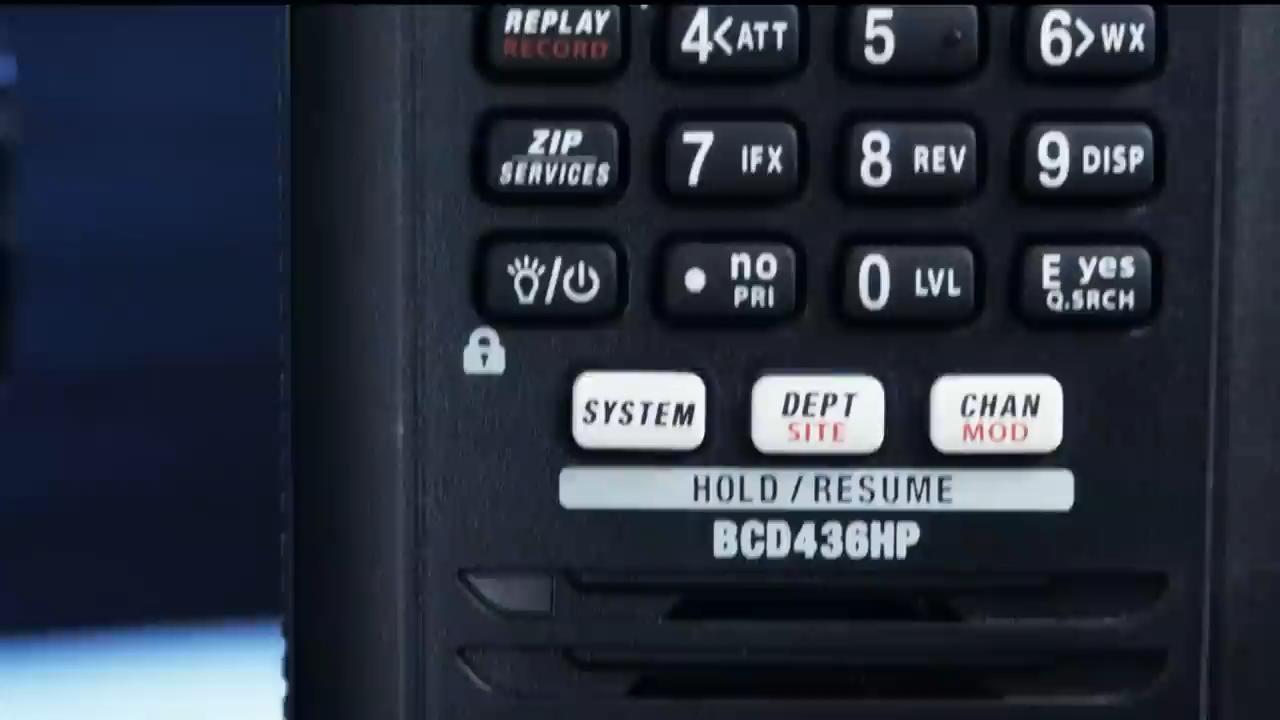 REPLAY
RECORD
4<ATT
5
6>WX
ZIP
SERVICES
7 IFX
8 REV
9 DISP
• no
PRI
0 LVL
E yes
Q.SRCH
SYSTEM
DEPT
SITE
CHAN
MOD
HOLD / RESUME
BCD436HP